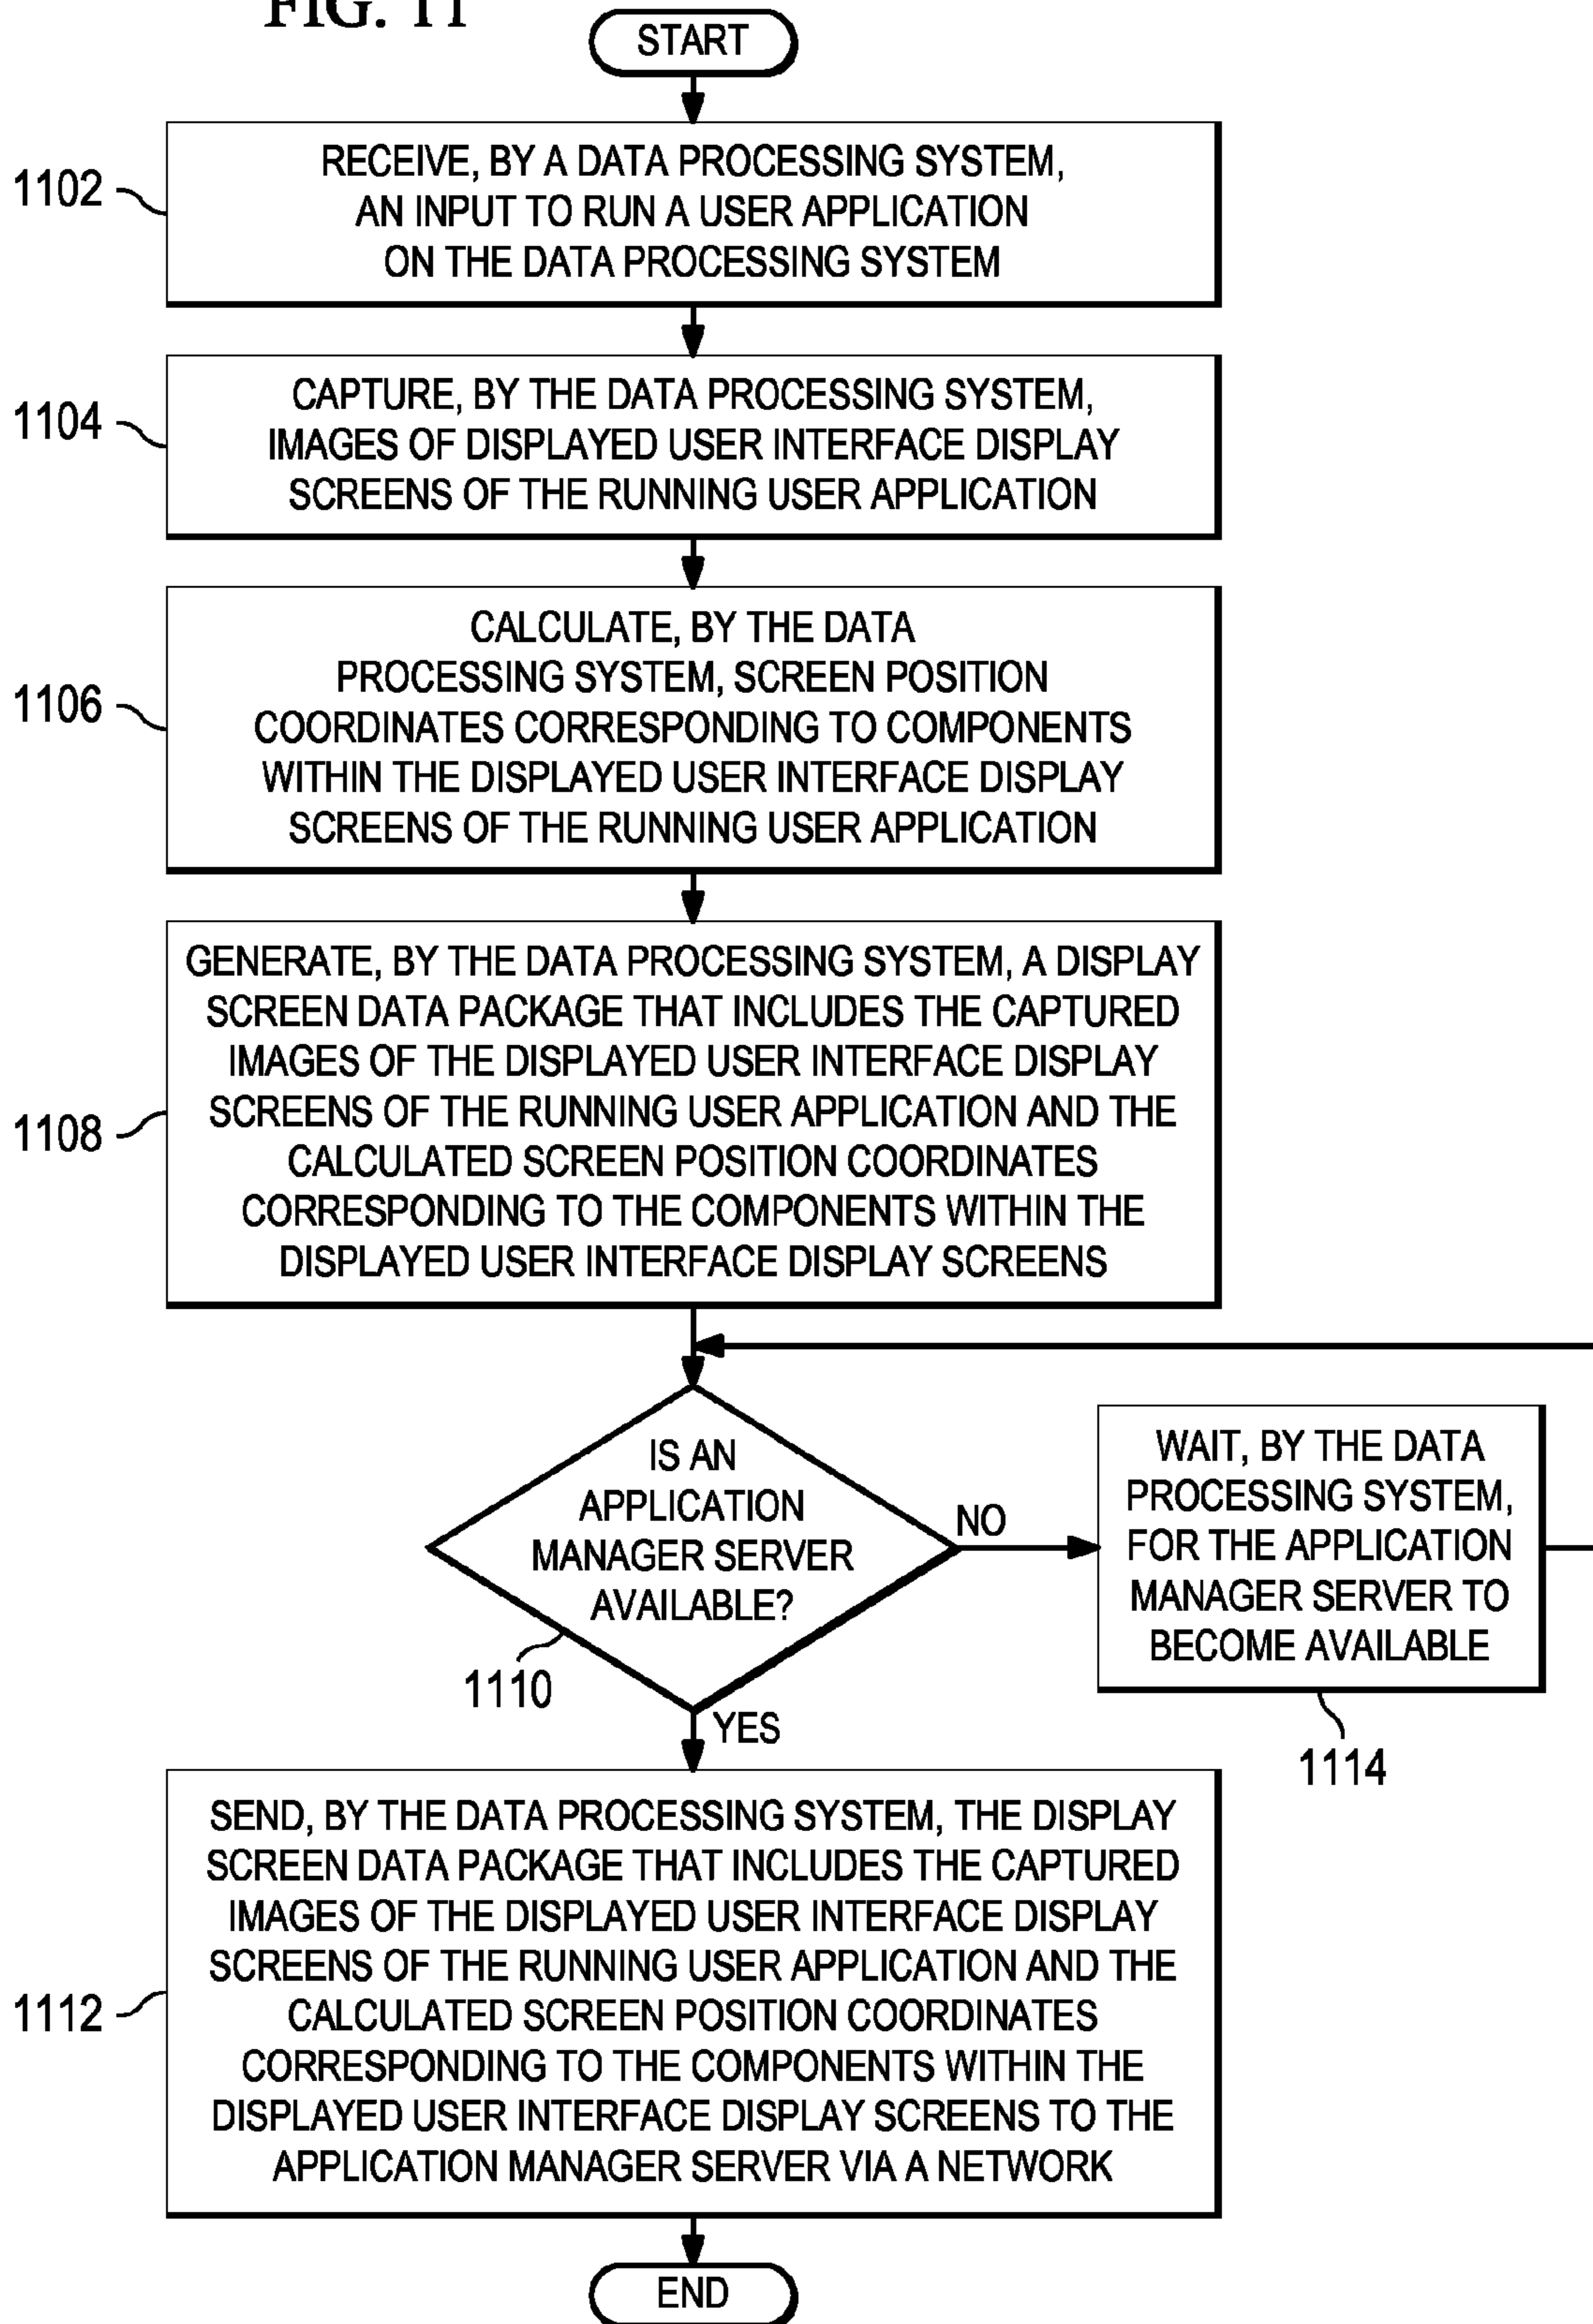 FIG. 11
START
1102
RECEIVE, BY A DATA PROCESSING SYSTEM,
AN INPUT TO RUN A USER APPLICATION
ON THE DATA PROCESSING SYSTEM
1104
CAPTURE, BY THE DATA PROCESSING SYSTEM,
IMAGES OF DISPLAYED USER INTERFACE DISPLAY
SCREENS OF THE RUNNING USER APPLICATION
1106
CALCULATE, BY THE DATA
PROCESSING SYSTEM, SCREEN POSITION
COORDINATES CORRESPONDING TO COMPONENTS
WITHIN THE DISPLAYED USER INTERFACE DISPLAY
SCREENS OF THE RUNNING USER APPLICATION
1108
GENERATE, BY THE DATA PROCESSING SYSTEM, A DISPLAY
SCREEN DATA PACKAGE THAT INCLUDES THE CAPTURED
IMAGES OF THE DISPLAYED USER INTERFACE DISPLAY
SCREENS OF THE RUNNING USER APPLICATION AND THE
CALCULATED SCREEN POSITION COORDINATES
CORRESPONDING TO THE COMPONENTS WITHIN THE
DISPLAYED USER INTERFACE DISPLAY SCREENS
IS AN
APPLICATION
MANAGER SERVER
AVAILABLE?
1110
NO
WAIT, BY THE DATA
PROCESSING SYSTEM,
FOR THE APPLICATION
MANAGER SERVER TO
BECOME AVAILABLE
1114
YES
1112
SEND, BY THE DATA PROCESSING SYSTEM, THE DISPLAY
SCREEN DATA PACKAGE THAT INCLUDES THE CAPTURED
IMAGES OF THE DISPLAYED USER INTERFACE DISPLAY
SCREENS OF THE RUNNING USER APPLICATION AND THE
CALCULATED SCREEN POSITION COORDINATES
CORRESPONDING TO THE COMPONENTS WITHIN THE
DISPLAYED USER INTERFACE DISPLAY SCREENS TO THE
APPLICATION MANAGER SERVER VIA A NETWORK
END